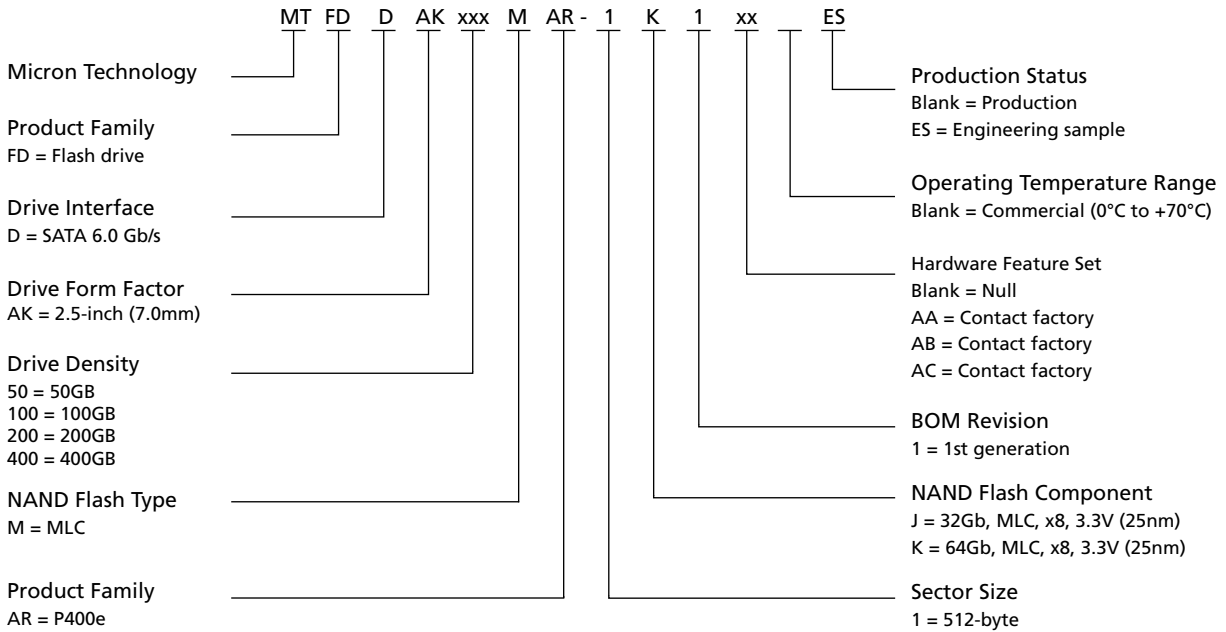 MT FD D AK xxx M AR - 1 K 1 xx ES
Micron Technology
Product Family
FD = Flash drive
Drive Interface
D = SATA 6.0 Gb/s
Drive Form Factor
AK = 2.5-inch (7.0mm)
Drive Density
50 = 50GB
100 = 100GB
200 = 200GB
400 = 400GB
NAND Flash Type
M = MLC
Product Family
AR = P400e
Production Status
Blank = Production
ES = Engineering sample
Operating Temperature Range
Blank = Commercial (0°C to +70°C)
Hardware Feature Set
Blank = Null
AA = Contact factory
AB = Contact factory
AC = Contact factory
BOM Revision
1 = 1st generation
NAND Flash Component
J = 32Gb, MLC, x8, 3.3V (25nm)
K = 64Gb, MLC, x8, 3.3V (25nm)
Sector Size
1 = 512-byte